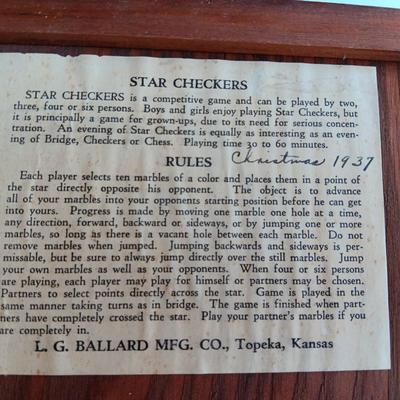 STAR CHECKERS
STAR CHECKERS is a competitive game and can be played by two,
three, four or six persons. Boys and girls enjoy playing Star Checkers, but
it is principally a game for grown-ups, due to its need for serious concen-
tration. An evening of Star Checkers is equally as interesting as an even-
ing of Bridge, Checkers or Chess. Playing time 30 to 60 minutes.
RULES Christmas 1937
Each player selects ten marbles of a color and places them in a point of
the star directly opposite his opponent. The object is to advance
all of your marbles into your opponents starting position before he can get
into yours. Progress is made by moving one marble one hole at a time,
any direction, forward, backward or sideways, or by jumping one or more
marbles, so long as there is a vacant hole between each marble. Do not
remove marbles when jumped. Jumping backwards and sideways is per-
missable, but be sure to always jump directly over the still marbles. Jump
your own marbles as well as your opponents. When four or six persons
are playing, each player may play for himself or partners may be chosen.
Partners to select points directly across the star. Game is played in the
same manner taking turns as in bridge. The game is finished when part-
ners have completely crossed the star. Play your partner's marbles if you
are completely in.
L. G. BALLARD MFG. CO., Topeka, Kansas